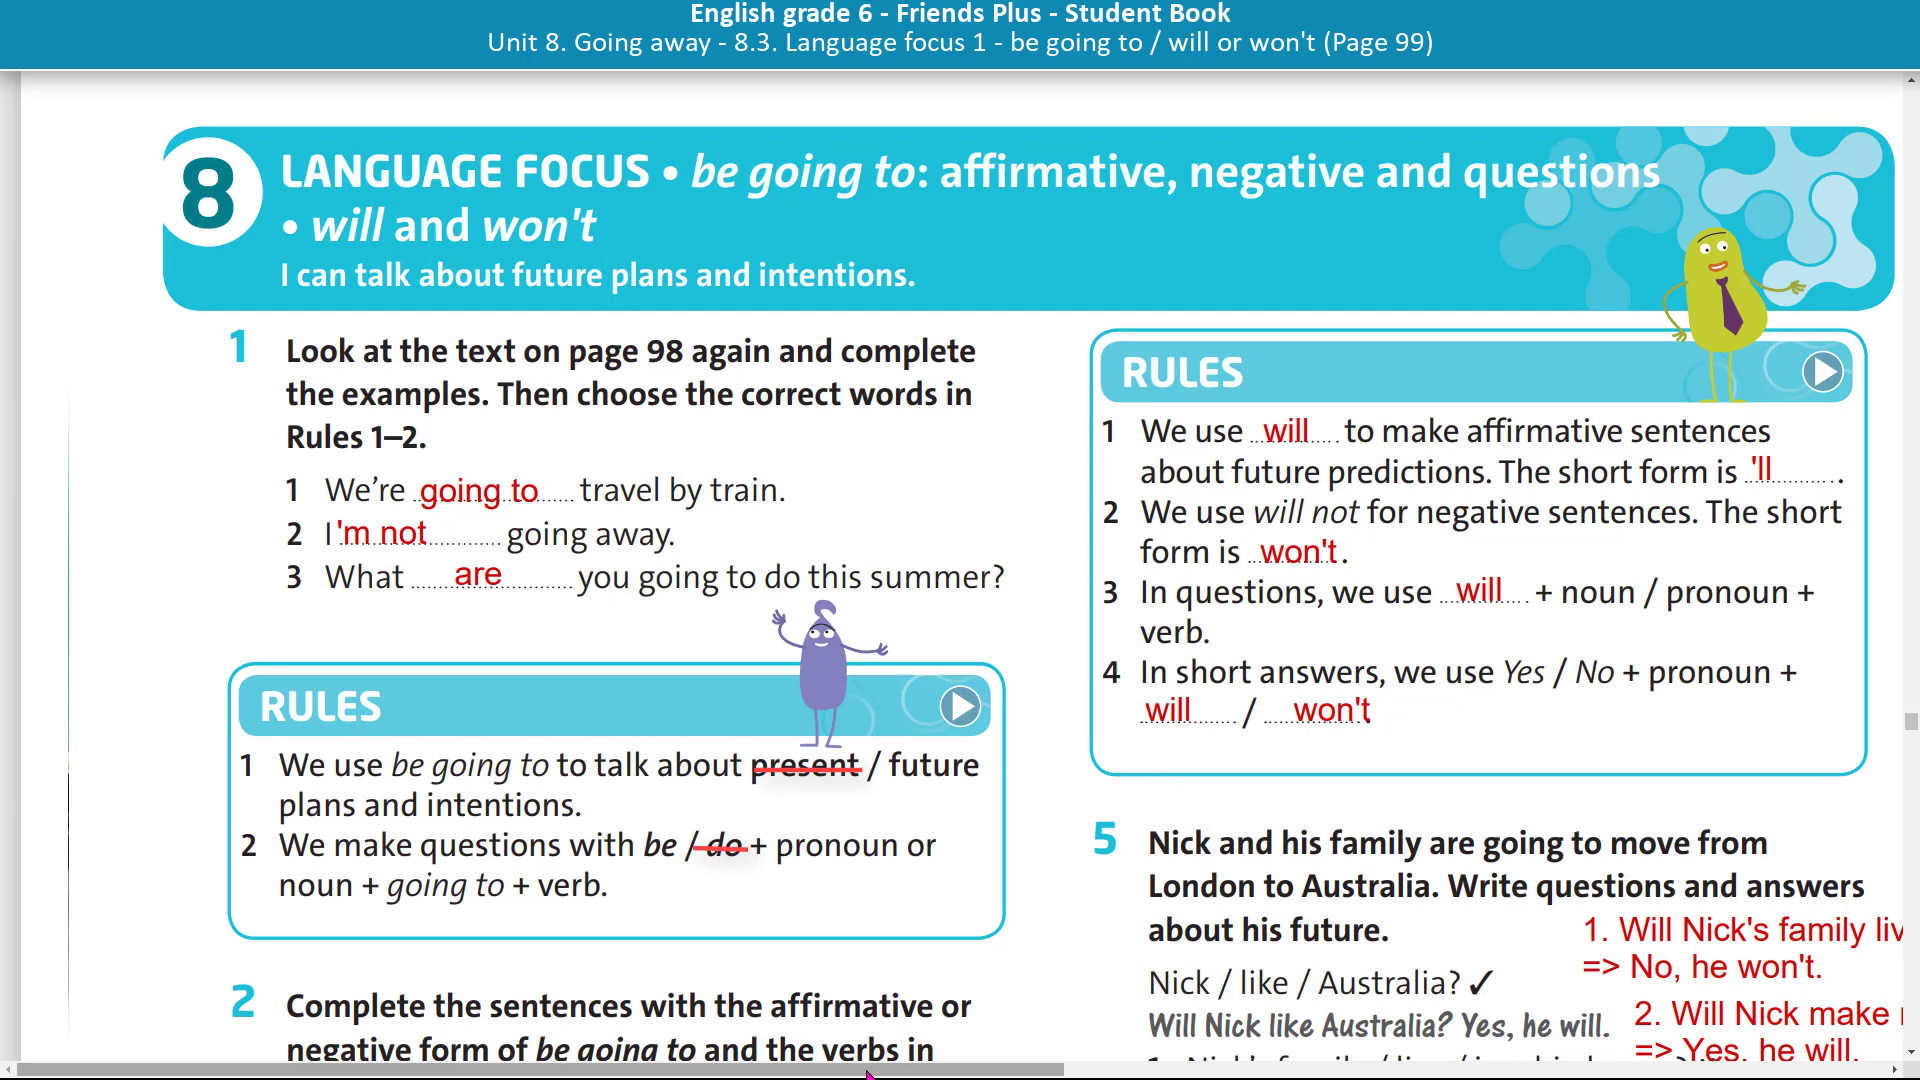 English grade 6 - Friends Plus - Student Book
Unit 8. Going away - 8.3. Language focus 1 - be going to / will or won't (Page 99)
8
LANGUAGE FOCUS • be going to: affirmative, negative and questions
• will and won't
I can talk about future plans and intentions.
1 Look at the text on page 98 again and complete
the examples. Then choose the correct words in
Rules 1–2.
1 We're going to travel by train.
2 I 'm not going away.
3 What are you going to do this summer?
RULES
1 We use be going to to talk about present / future
plans and intentions.
2 We make questions with be / do + pronoun or
noun + going to + verb.
2 Complete the sentences with the affirmative or
negative form of be going to and the verbs in
RULES
1 We use will to make affirmative sentences
about future predictions. The short form is 'll.
2 We use will not for negative sentences. The short
form is won't.
3 In questions, we use will + noun / pronoun +
verb.
4 In short answers, we use Yes / No + pronoun +
will / won't.
5 Nick and his family are going to move from
London to Australia. Write questions and answers
about his future.
1. Will Nick's family liv
=> No, he won't.
Nick / like / Australia? ✓
Will Nick like Australia? Yes, he will.
2. Will Nick make
=> Yes, he will.